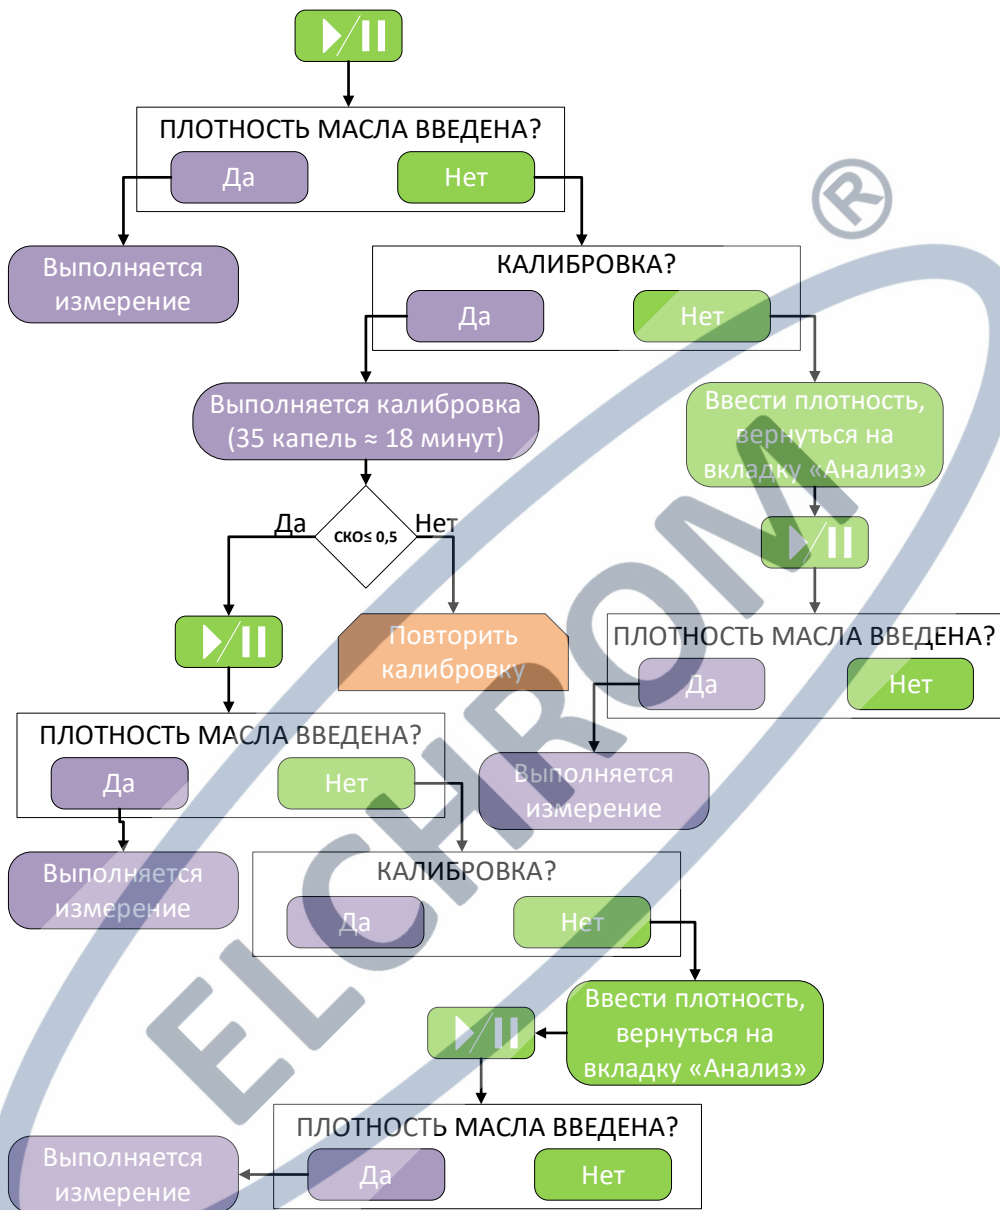 ПЛОТНОСТЬ МАСЛА ВВЕДЕНА?
Да
Нет
Выполняется
измерение
КАЛИБРОВКА?
Да
Нет
Выполняется калибровка
(35 капель ≈ 18 минут)
Ввести плотность,
вернуться на
вкладку «Анализ»
Да
СКО≤ 0,5
Нет
Повторить
калибровку
ПЛОТНОСТЬ МАСЛА ВВЕДЕНА?
Да
Нет
Выполняется
измерение
ПЛОТНОСТЬ МАСЛА ВВЕДЕНА?
Да
Нет
Выполняется
измерение
КАЛИБРОВКА?
Да
Нет
Ввести плотность,
вернуться на
вкладку «Анализ»
ПЛОТНОСТЬ МАСЛА ВВЕДЕНА?
Да
Нет
Выполняется
измерение
ELCHROM
®